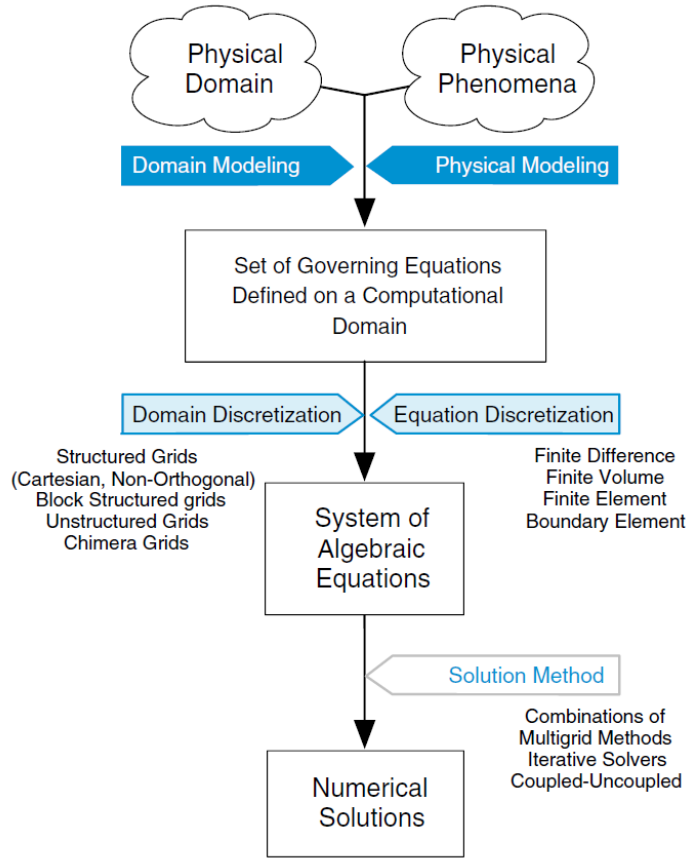 Physical
Domain
Physical
Phenomena
Domain Modeling
Physical Modeling
Set of Governing Equations
Defined on a Computational
Domain
Domain Discretization
Equation Discretization
Structured Grids
(Cartesian, Non-Orthogonal)
Block Structured grids
Unstructured Grids
Chimera Grids
Finite Difference
Finite Volume
Finite Element
Boundary Element
System of
Algebraic
Equations
Solution Method
Combinations of
Multigrid Methods
Iterative Solvers
Coupled-Uncoupled
Numerical
Solutions